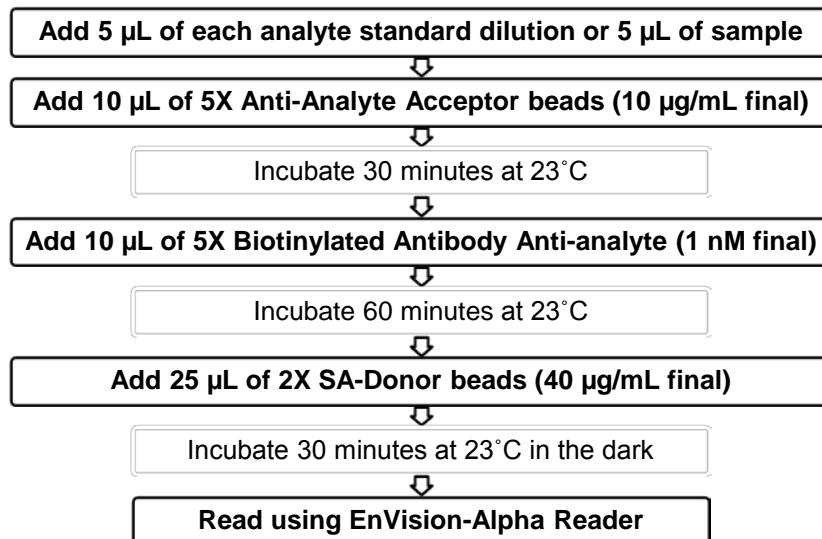 Add 5 µL of each analyte standard dilution or 5 µL of sample
Add 10 µL of 5X Anti-Analyte Acceptor beads (10 µg/mL final)
Incubate 30 minutes at 23˚C
Add 10 µL of 5X Biotinylated Antibody Anti-analyte (1 nM final)
Incubate 60 minutes at 23˚C
Add 25 µL of 2X SA-Donor beads (40 µg/mL final)
Incubate 30 minutes at 23˚C in the dark
Read using EnVision-Alpha Reader